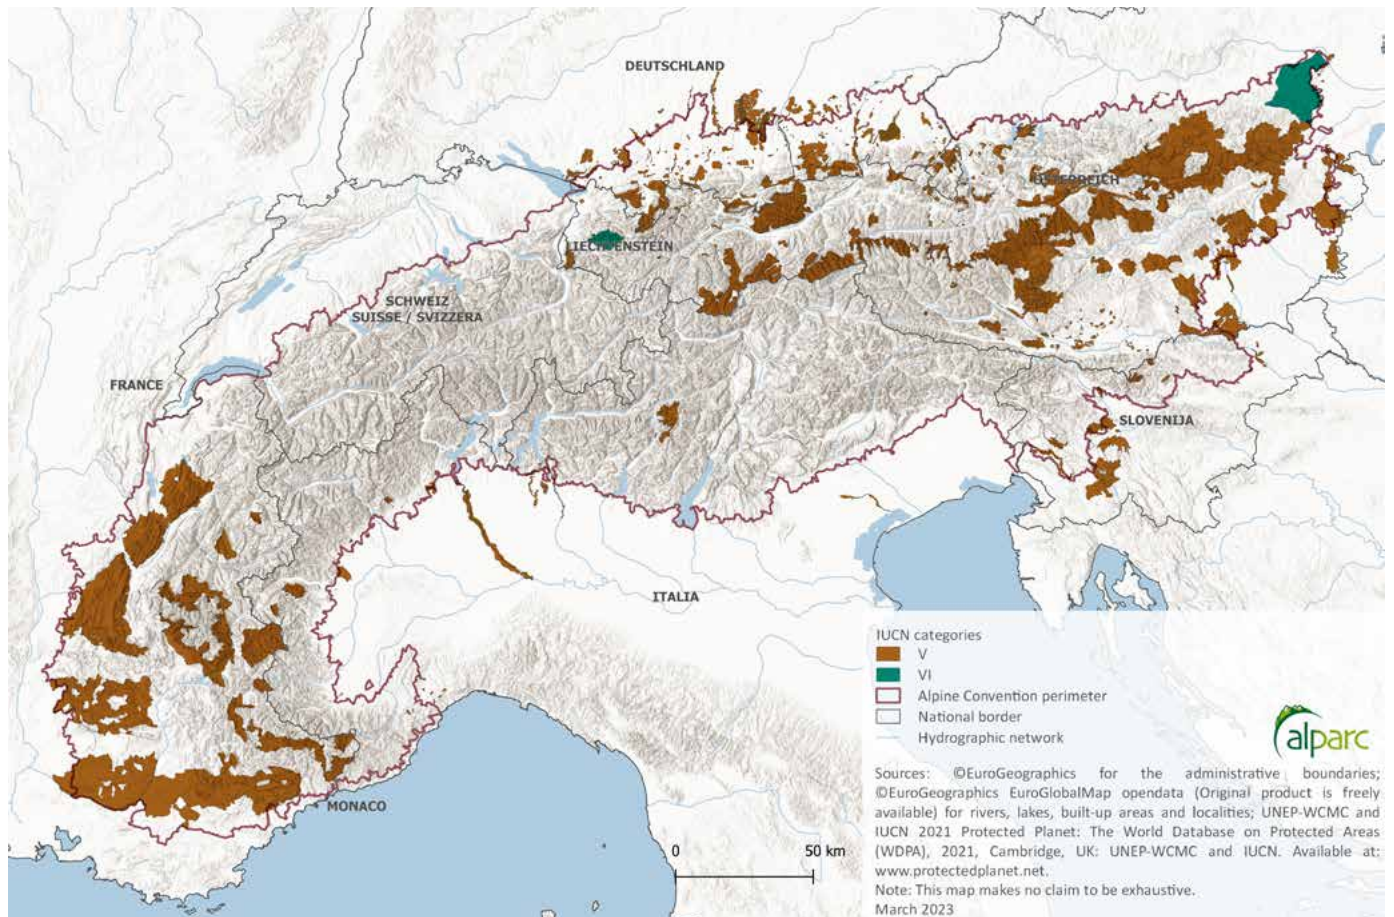 DEUTSCHLAND
ÖSTERREICH
LIECHTENSTEIN
SCHWEIZ
SUISSE / SVIZZERA
FRANCE
SLOVENIJA
ITALIA
MONACO
0 50 km
IUCN categories
V
VI
Alpine Convention perimeter
National border
Hydrographic network
alparc
Sources: ©EuroGeographics for the administrative boundaries;
©EuroGeographics EuroGlobalMap opendata (Original product is freely
available) for rivers, lakes, built-up areas and localities; UNEP-WCMC and
IUCN 2021 Protected Planet: The World Database on Protected Areas
(WDPA), 2021, Cambridge, UK: UNEP-WCMC and IUCN. Available at:
www.protectedplanet.net.
Note: This map makes no claim to be exhaustive.
March 2023